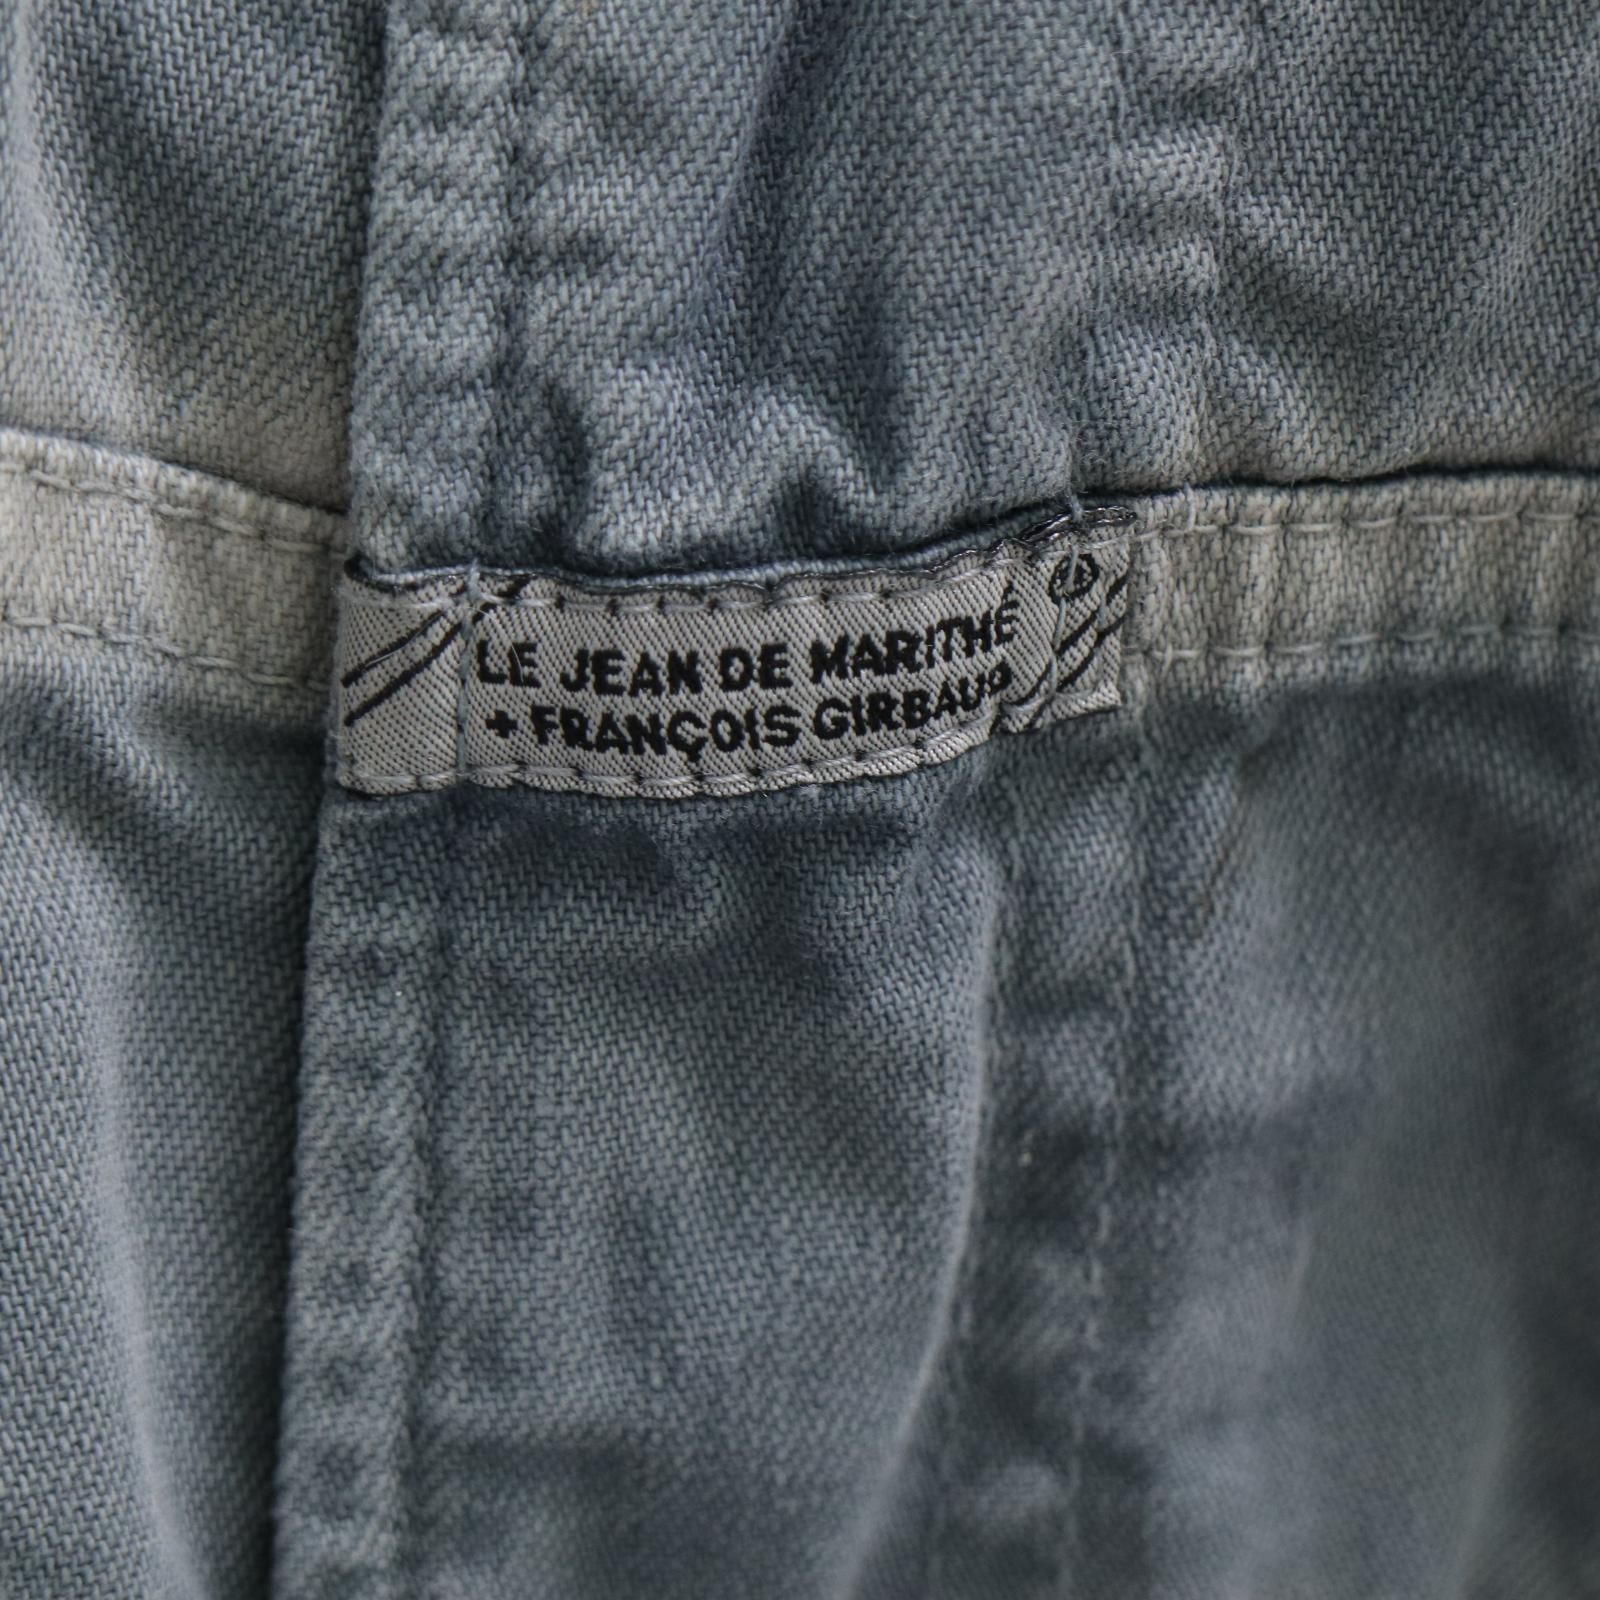 LE JEAN DE MARITHÉ
+ FRANÇOIS GIRBAUD